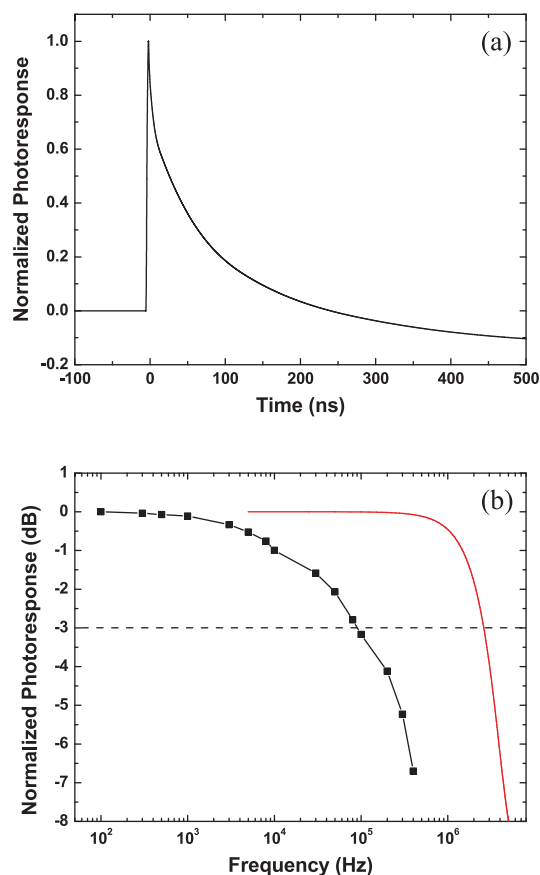 (a)
Normalized Photoresponse
1.0
0.8
0.6
0.4
0.2
0.0
-0.2
-100 0 100 200 300 400 500
Time (ns)
(b)
Normalized Photoresponse (dB)
1
0
-1
-2
-3
-4
-5
-6
-7
-8
10² 10³ 10⁴ 10⁵ 10⁶
Frequency (Hz)